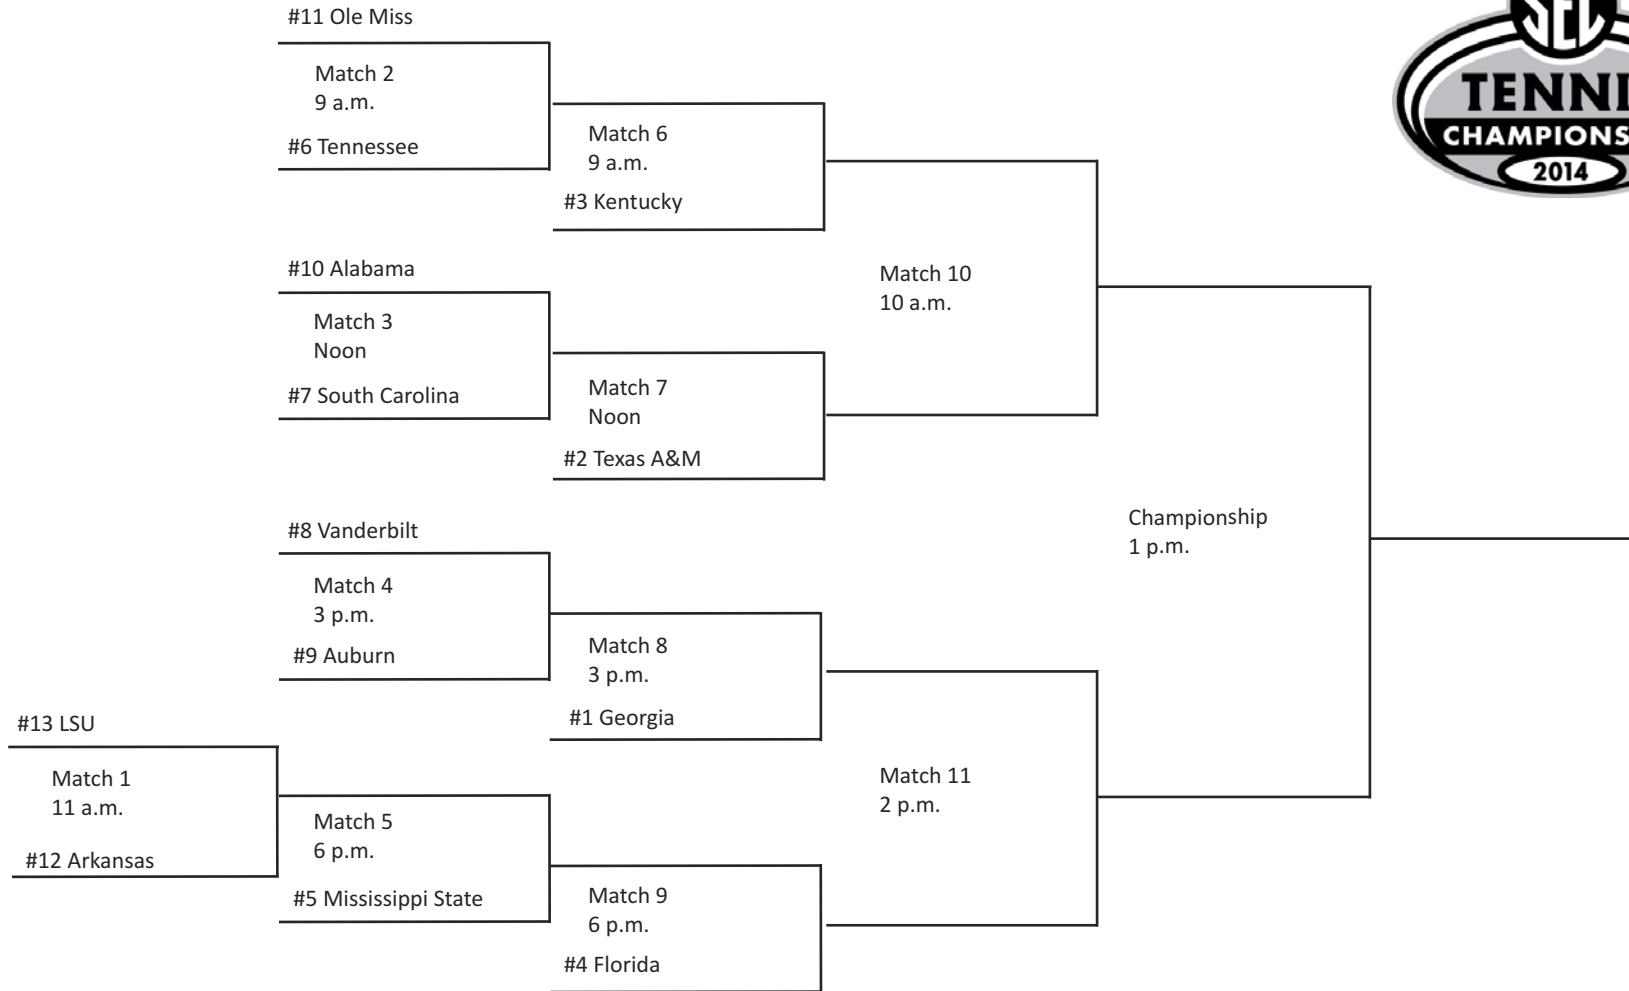 #11 Ole Miss
Match 2
9 a.m.
#6 Tennessee
Match 6
9 a.m.
#3 Kentucky
#10 Alabama
Match 3
Noon
#7 South Carolina
Match 7
Noon
#2 Texas A&M
Match 10
10 a.m.
#8 Vanderbilt
Match 4
3 p.m.
#9 Auburn
Match 8
3 p.m.
#1 Georgia
#13 LSU
Match 1
11 a.m.
#12 Arkansas
Match 5
6 p.m.
#5 Mississippi State
Match 9
6 p.m.
#4 Florida
Match 11
2 p.m.
Championship
1 p.m.
SEC
TENNI
CHAMPIONS
2014